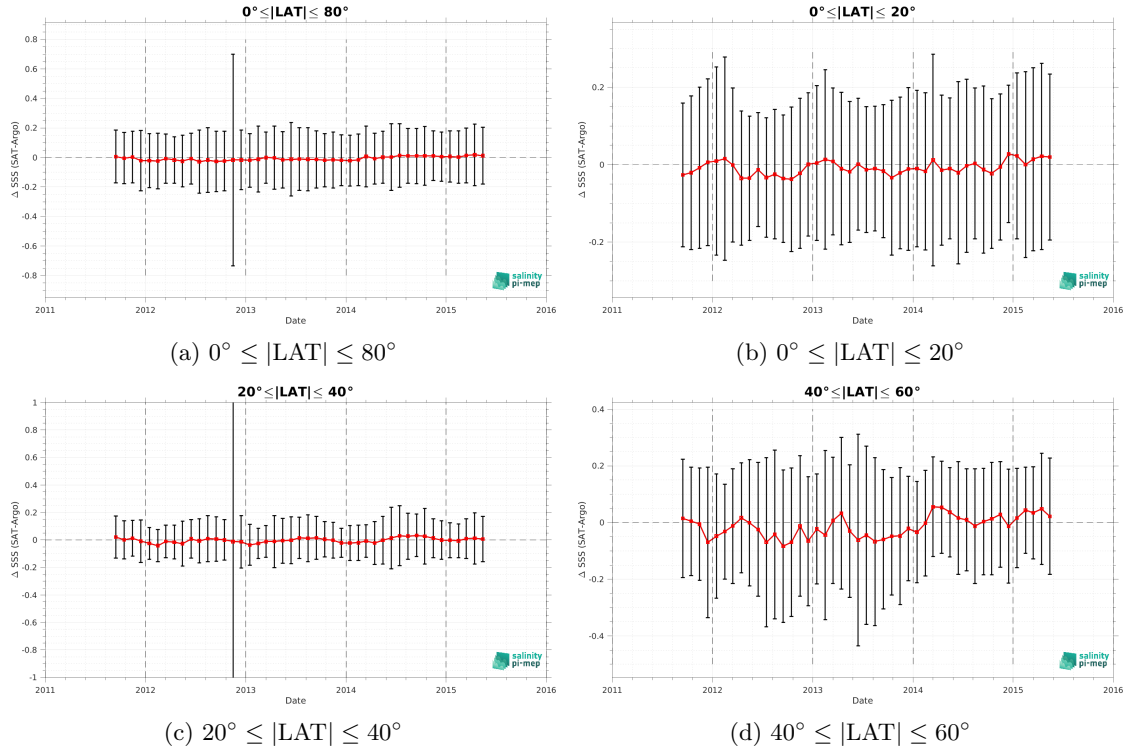 0°≤|LAT|≤ 80°
0.8
0.6
0.4
0.2
0
-0.2
-0.4
-0.6
-0.8
Δ SSS (SAT-Argo)
2011
2012
2013
2014
2015
2016
Date
salinity
pi-mep
(a) 0° ≤ |LAT| ≤ 80°
0°≤|LAT|≤ 20°
0.2
0
-0.2
Δ SSS (SAT-Argo)
2011
2012
2013
2014
2015
2016
Date
salinity
pi-mep
(b) 0° ≤ |LAT| ≤ 20°
20°≤|LAT|≤ 40°
1
0.8
0.6
0.4
0.2
0
-0.2
-0.4
-0.6
-0.8
-1
Δ SSS (SAT-Argo)
2011
2012
2013
2014
2015
2016
Date
salinity
pi-mep
(c) 20° ≤ |LAT| ≤ 40°
40°≤|LAT|≤ 60°
0.4
0.2
0
-0.2
-0.4
Δ SSS (SAT-Argo)
2011
2012
2013
2014
2015
2016
Date
salinity
pi-mep
(d) 40° ≤ |LAT| ≤ 60°